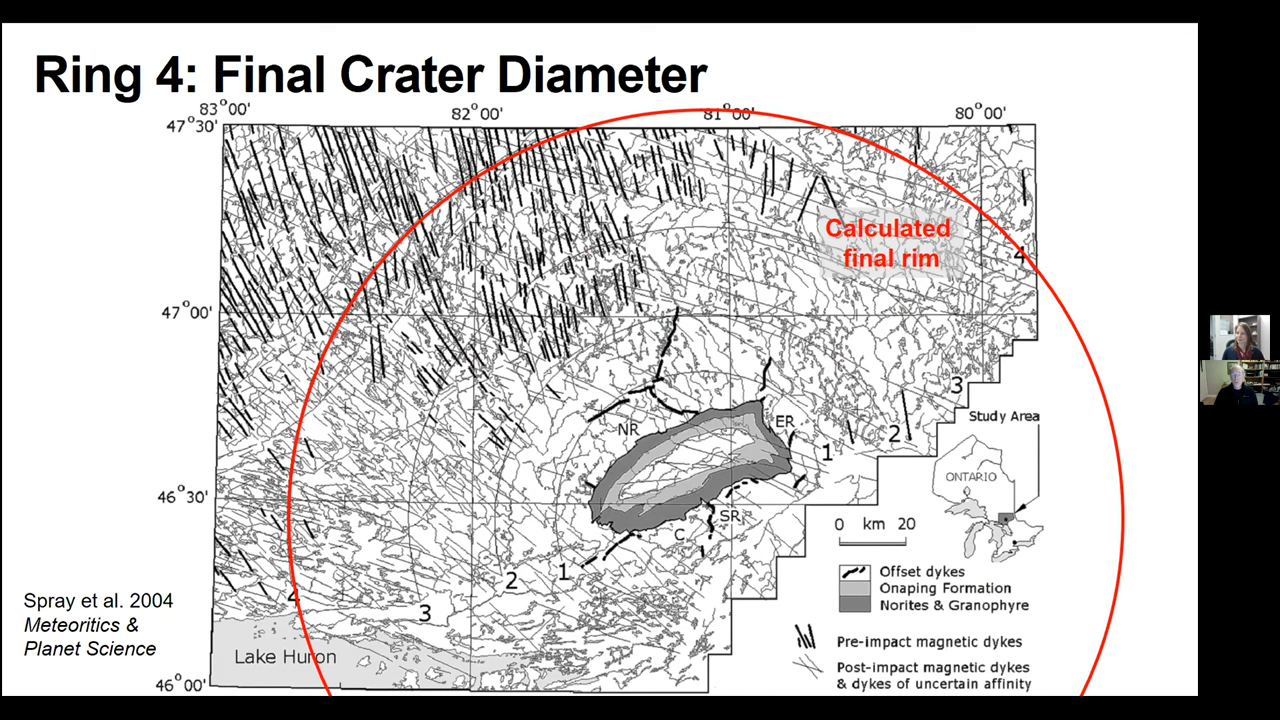 Ring 4: Final Crater Diameter
83°00'
82°00'
81°00'
80°00'
47°30'
Calculated
final rim
4
47°00'
3
Study Area
NR
ER
2
1
ONTARIO
46°30'
SR
C
0 km 20
1
2
Offset dykes
Onaping Formation
Norites & Granophyre
4
3
Spray et al. 2004
Meteoritics &
Planet Science
Lake Huron
Pre-impact magnetic dykes
Post-impact magnetic dykes
& dykes of uncertain affinity
46°00'